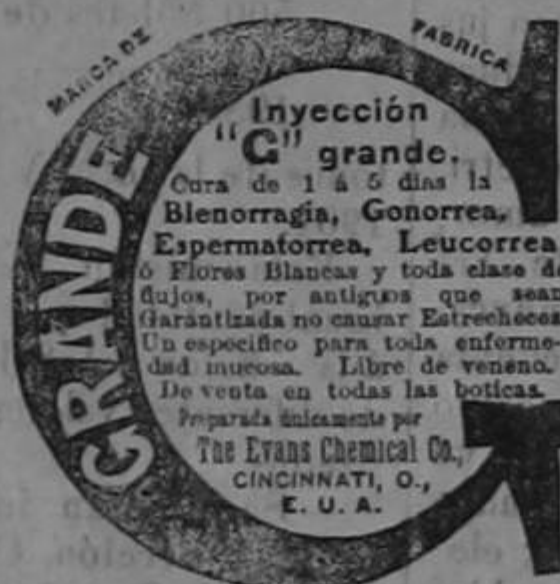 MARCA DE FABRICA
GRANDE
Inyección
"G" grande.
Cura de 1 á 5 dias la
Blenorragia, Gonorrea,
Espermatorrea, Leucorrea
ó Flores Blancas y toda clase de
flujos, por antiguos que sean
Garantizada no causar Estrecheces
Un especifico para toda enferme-
dad mucosa. Libre de veneno.
De venta en todas las boticas.
Preparada únicamente por
The Evans Chemical Co.,
CINCINNATI, O.,
E. U. A.